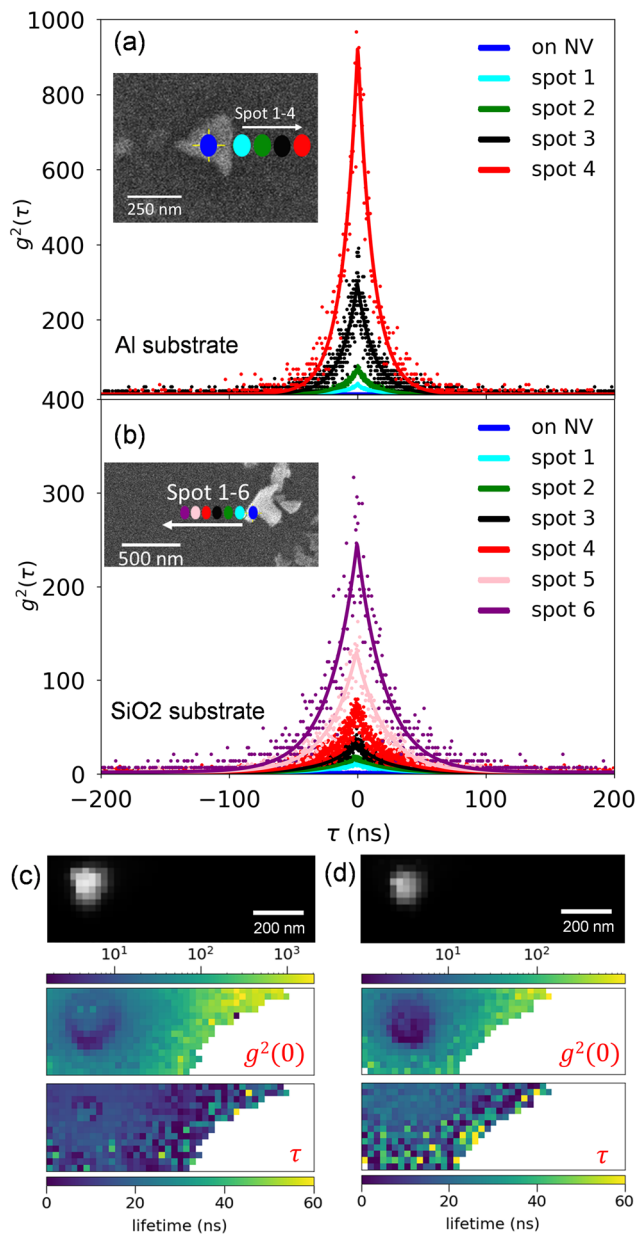 (a)
1000
800
600
400
200
400
g²(τ)
Spot 1-4
250 nm
Al substrate
on NV
spot 1
spot 2
spot 3
spot 4
(b)
300
200
100
0
g²(τ)
Spot 1-6
500 nm
SiO2 substrate
on NV
spot 1
spot 2
spot 3
spot 4
spot 5
spot 6
−200 −100 0 100 200
τ (ns)
(c)
200 nm
10¹ 10² 10³
g²(0)
τ
0 20 40 60
lifetime (ns)
(d)
200 nm
10¹ 10²
g²(0)
τ
0 20 40 60
lifetime (ns)